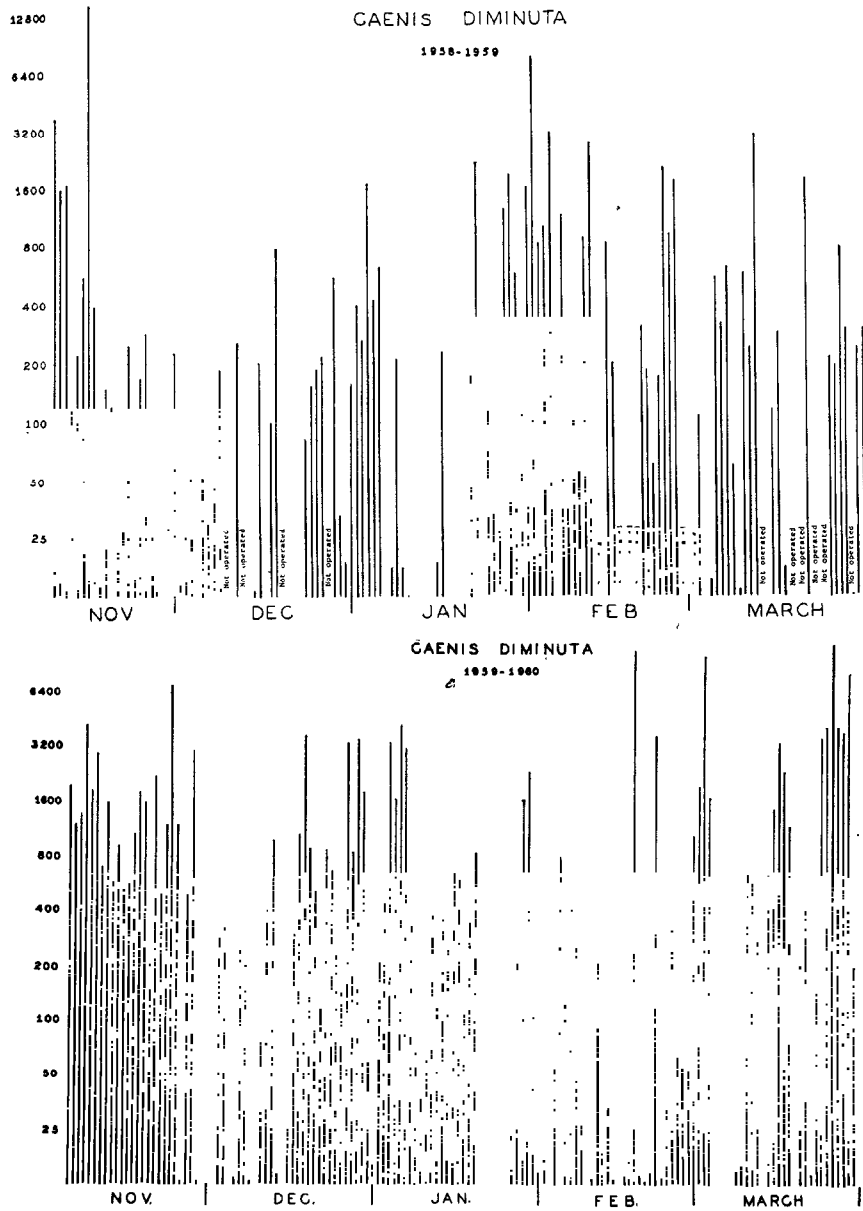 CAENIS DIMINUTA
1958-1959
12800
6400
3200
1600
800
400
200
100
50
25
Not operated
Not operated
Not operated
Not operated
Not operated
Not operated
Not operated
Not operated
Not operated
Not operated
NOV
DEC
JAN
FEB
MARCH
CAENIS DIMINUTA
1959-1960
6400
3200
1600
800
400
200
100
50
25
NOV.
DEC.
JAN.
FEB.
MARCH